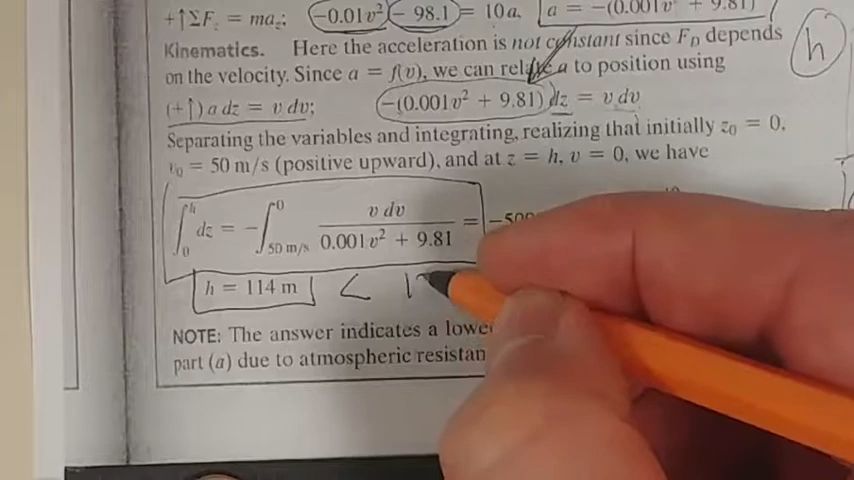 +↑ΣF_z = ma_z; −0.01v² − 98.1 = 10a, a = −(0.001v² + 9.81)
Kinematics. Here the acceleration is not constant since F_D depends
h
on the velocity. Since a = f(v), we can relate a to position using
(+↑) a dz = v dv; −(0.001v² + 9.81) dz = v dv
Separating the variables and integrating, realizing that initially z₀ = 0,
v₀ = 50 m/s (positive upward), and at z = h, v = 0, we have
∫₀ʰ dz = −∫_{50 m/s}^0 v dv / (0.001v² + 9.81) = −500
h = 114 m <
NOTE: The answer indicates a lowe
part (a) due to atmospheric resistan